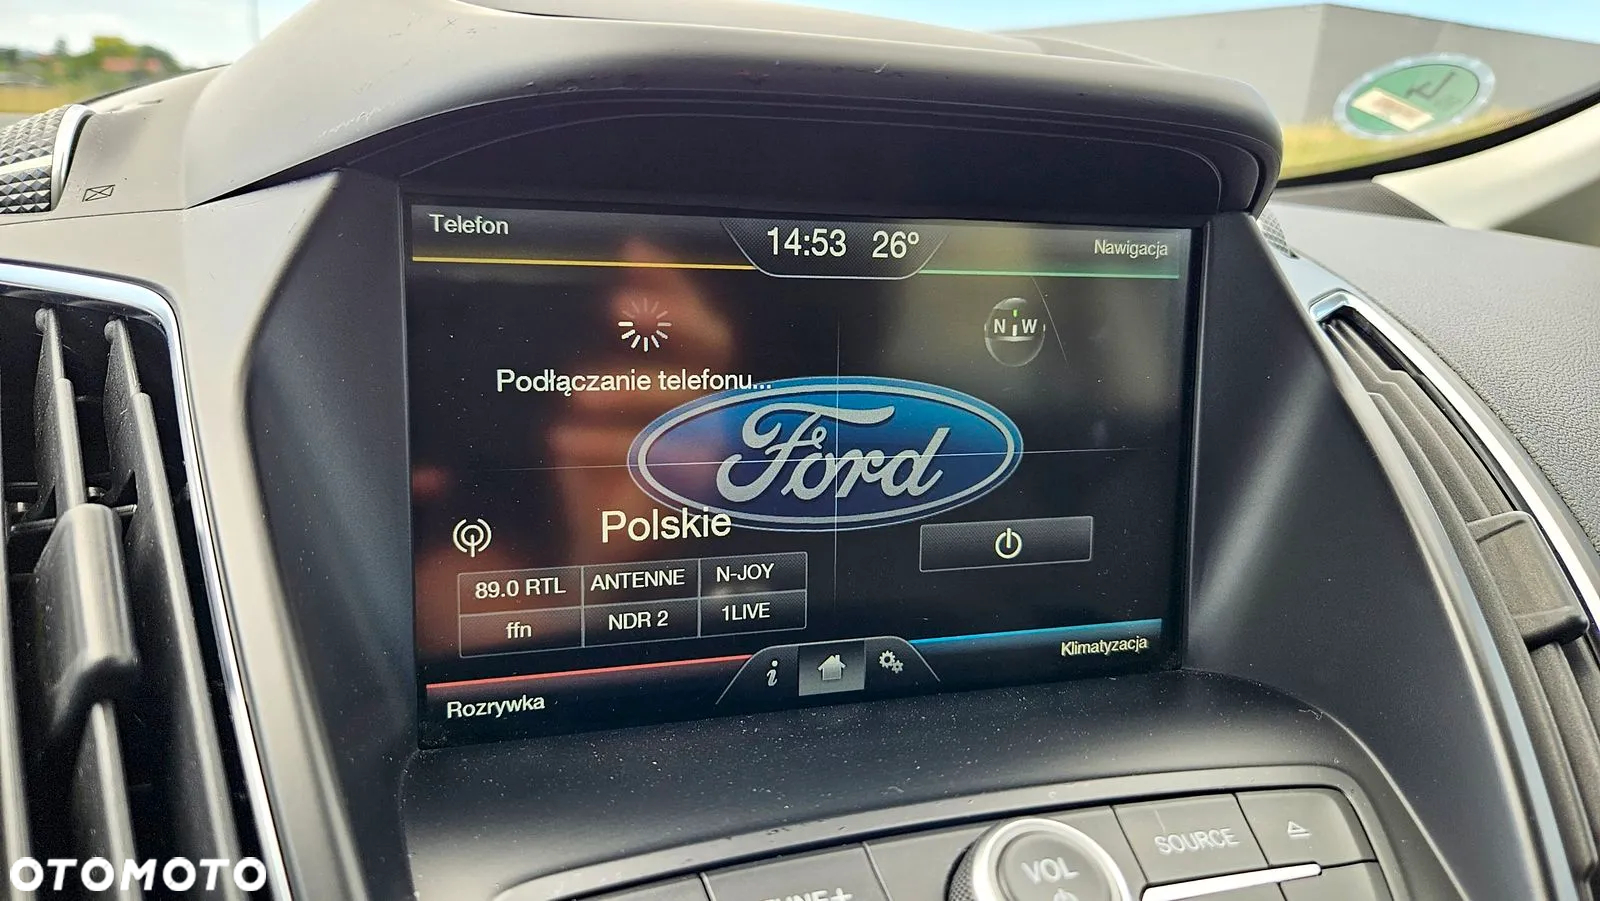 Telefon
14:53 26º
Nawigacja
N W
Podłączanie telefonu...
Ford
Polskie
89.0 RTL ANTENNE N-JOY
ffn NDR 2 1LIVE
i
Klimatyzacja
Rozrywka
VOL
SOURCE
OTOMOTO